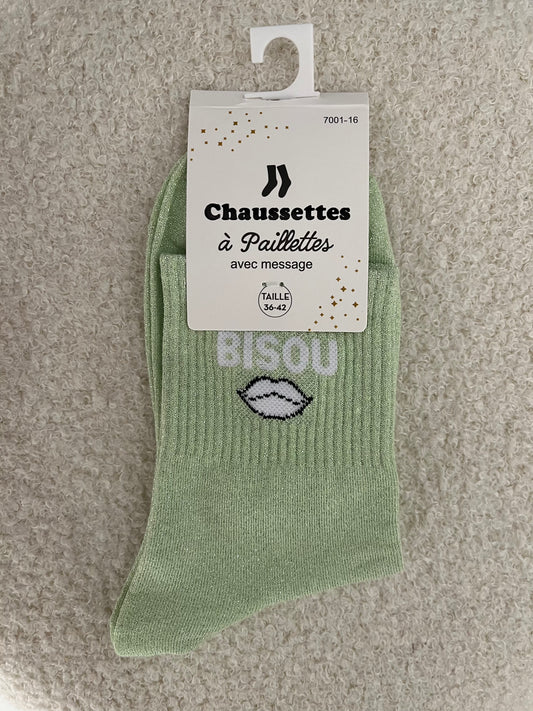 7001-16
Chaussettes
à Paillettes
avec message
TAILLE
36-42
BISOU